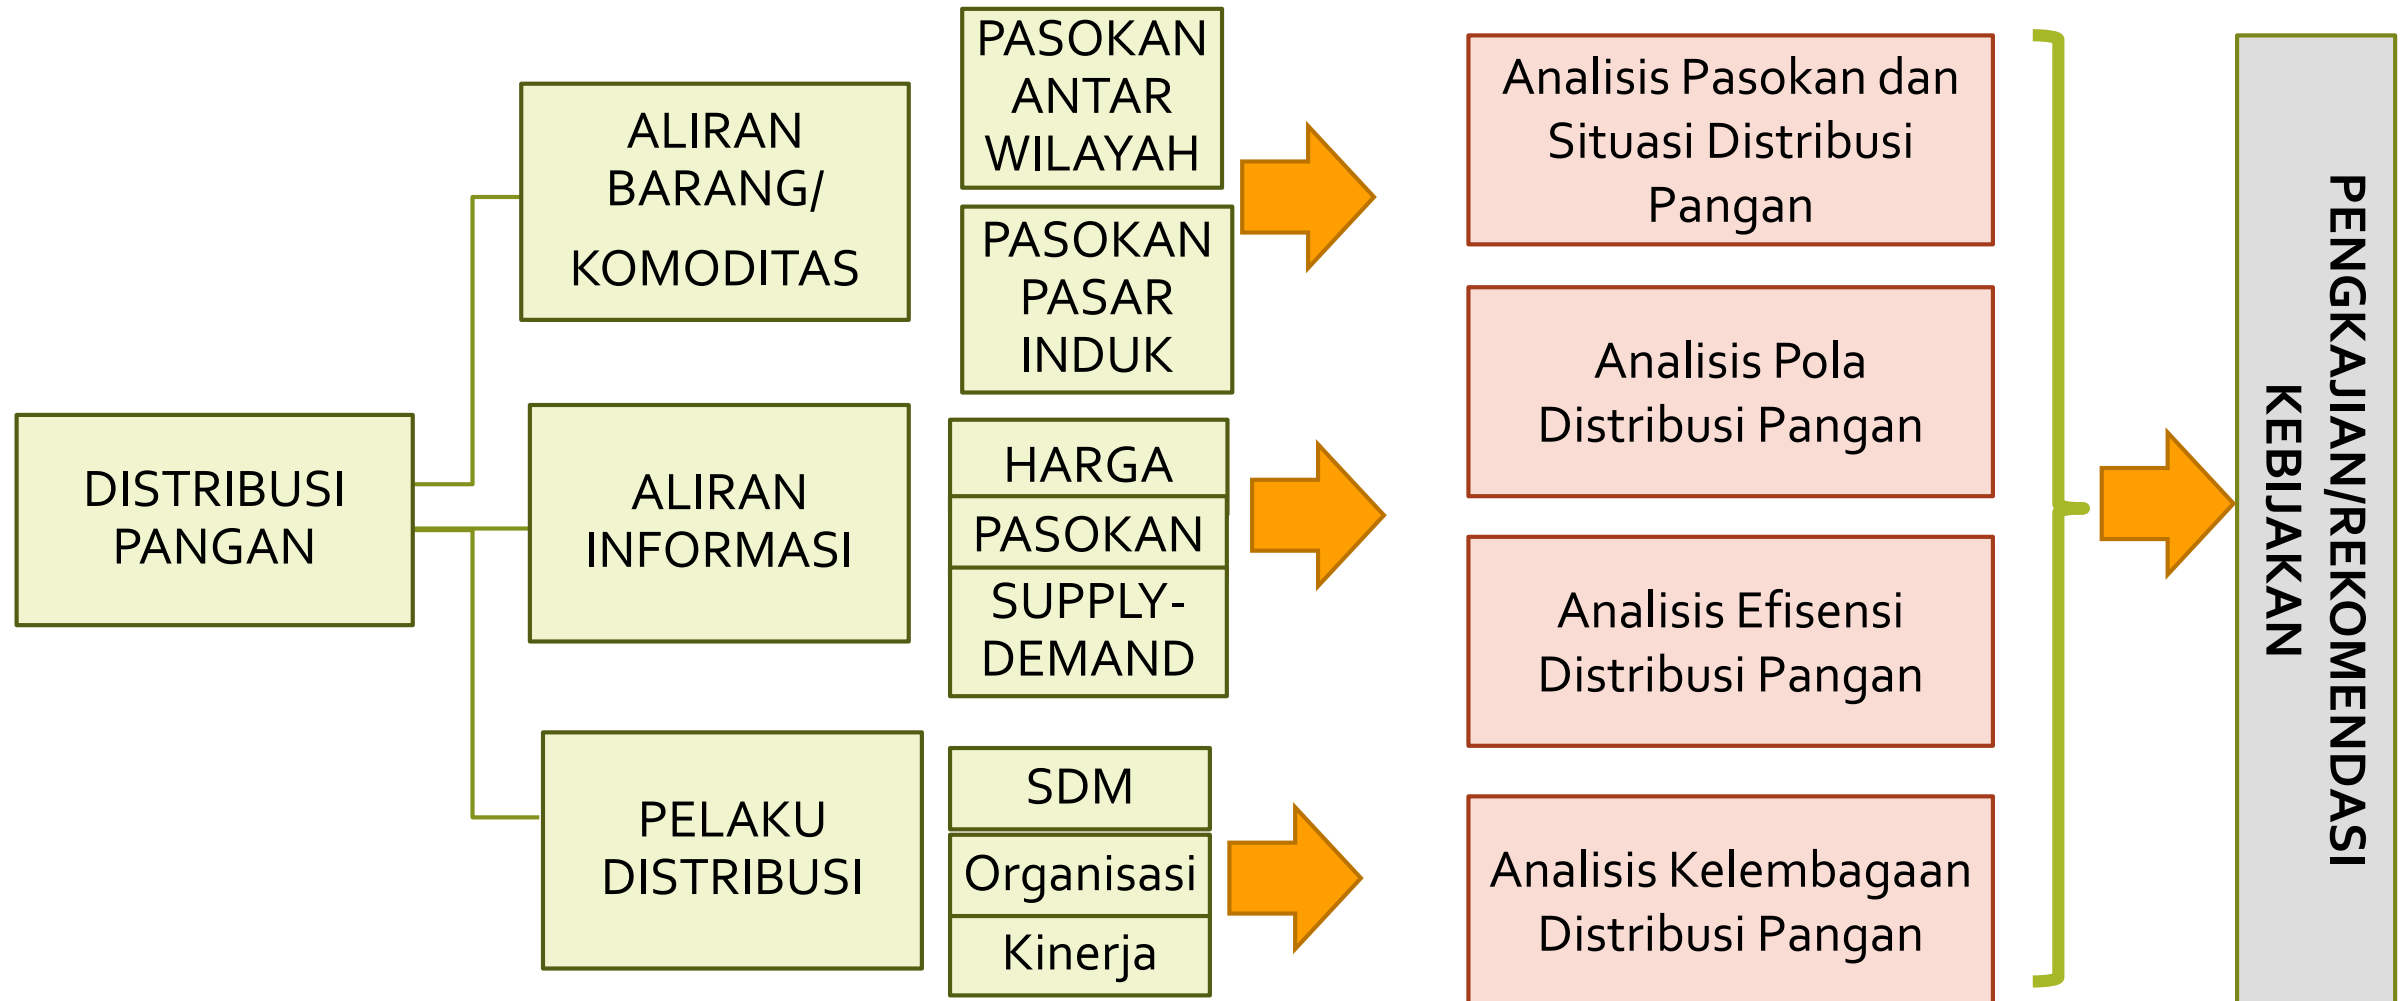 DISTRIBUSI
PANGAN
ALIRAN
BARANG/
KOMODITAS
PASOKAN
ANTAR
WILAYAH
PASOKAN
PASAR
INDUK
ALIRAN
INFORMASI
HARGA
PASOKAN
SUPPLY-
DEMAND
PELAKU
DISTRIBUSI
SDM
Organisasi
Kinerja
Analisis Pasokan dan
Situasi Distribusi
Pangan
Analisis Pola
Distribusi Pangan
Analisis Efisensi
Distribusi Pangan
Analisis Kelembagaan
Distribusi Pangan
PENGKAJIAN/REKOMENDASI
KEBIJAKAN